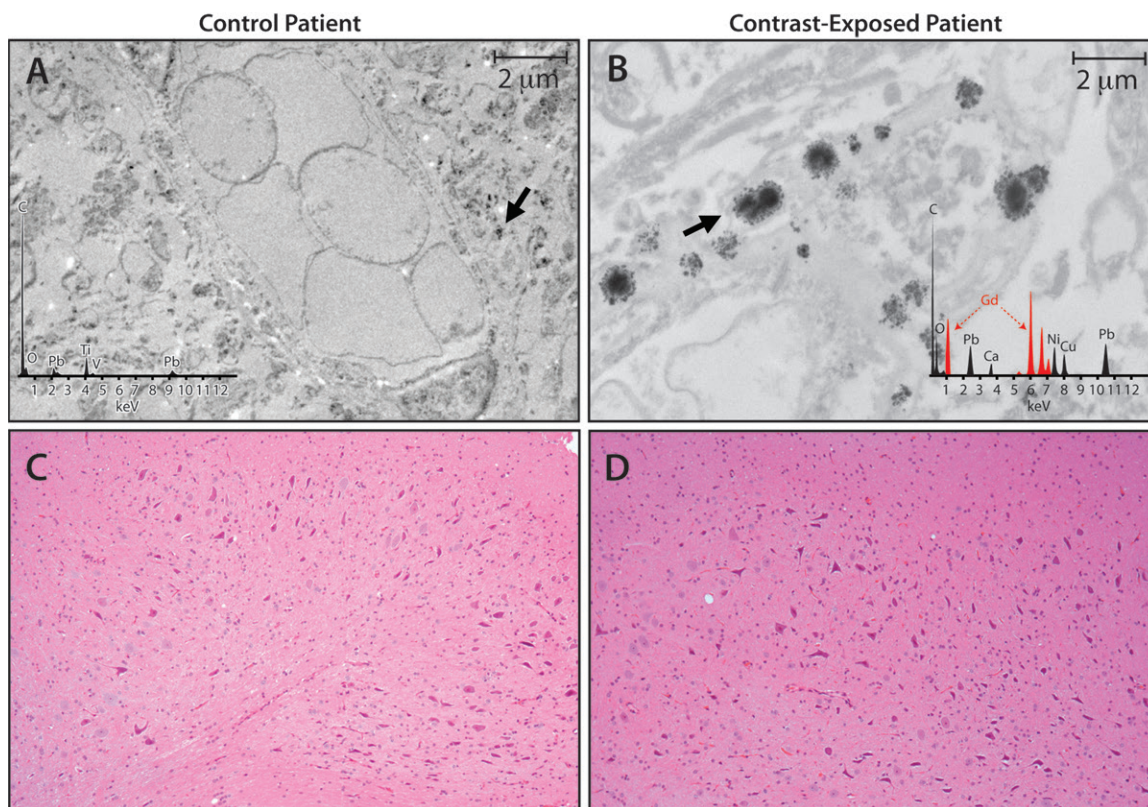 Control Patient
Contrast-Exposed Patient
A
2 μm
C
O
Pb
Ti
V
Pb
1 2 3 4 5 6 7 8 9 10 11 12
keV
B
2 μm
C
O
Gd
Pb
Ca
Ni
Cu
Pb
1 2 3 4 5 6 7 8 9 10 11 12
keV
C
D